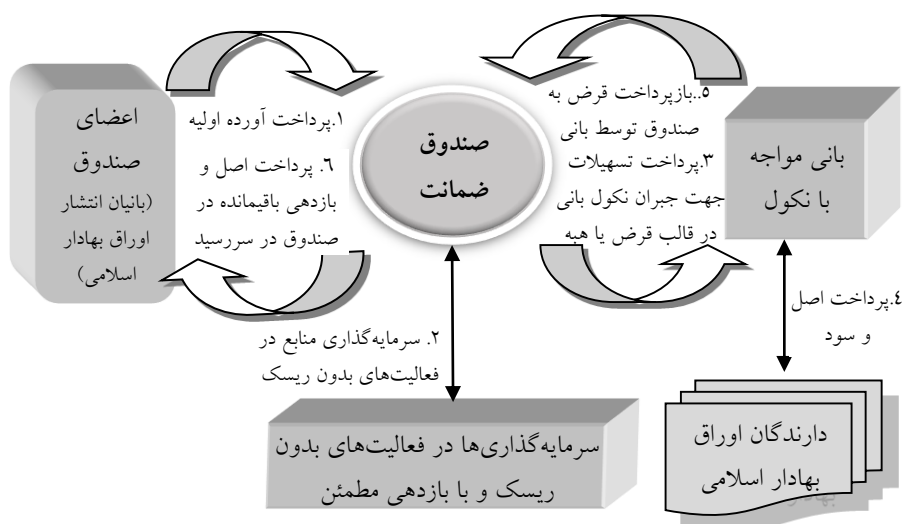 اعضای
صندوق
(بانیان انتشار
اوراق بهادار
اسلامی)
۱.پرداخت آورده اولیه
۶. پرداخت اصل و
بازدهی باقیمانده در
صندوق در سررسید
صندوق
ضمانت
۵..بازپرداخت قرض به
صندوق توسط بانی
۳.پرداخت تسهیلات
جهت جبران نکول بانی
در قالب قرض یا هبه
بانی مواجه
با نکول
۴.پرداخت اصل
و سود
۲. سرمایه‌گذاری منابع در
فعالیت‌های بدون ریسک
سرمایه‌گذاری‌ها در فعالیت‌های بدون
ریسک و با بازدهی مطمئن
دارندگان اوراق
بهادار اسلامی